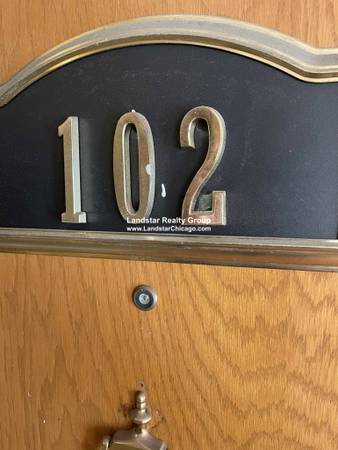 102
Landstar Realty Group
www.LandstarChicago.com